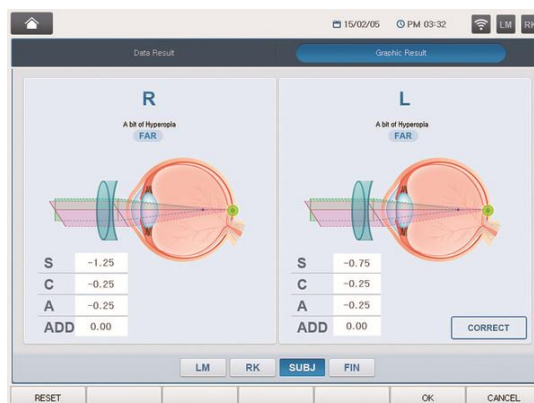 15/02/05 PM 03:32 LM RK
Data Result Graphic Result
R
A bit of Hyperopia
FAR
S -1.25
C -0.25
A -0.25
ADD 0.00
L
A bit of Hyperopia
FAR
S -0.75
C -0.25
A -0.25
ADD 0.00
CORRECT
LM RK SUBJ FIN
RESET OK CANCEL